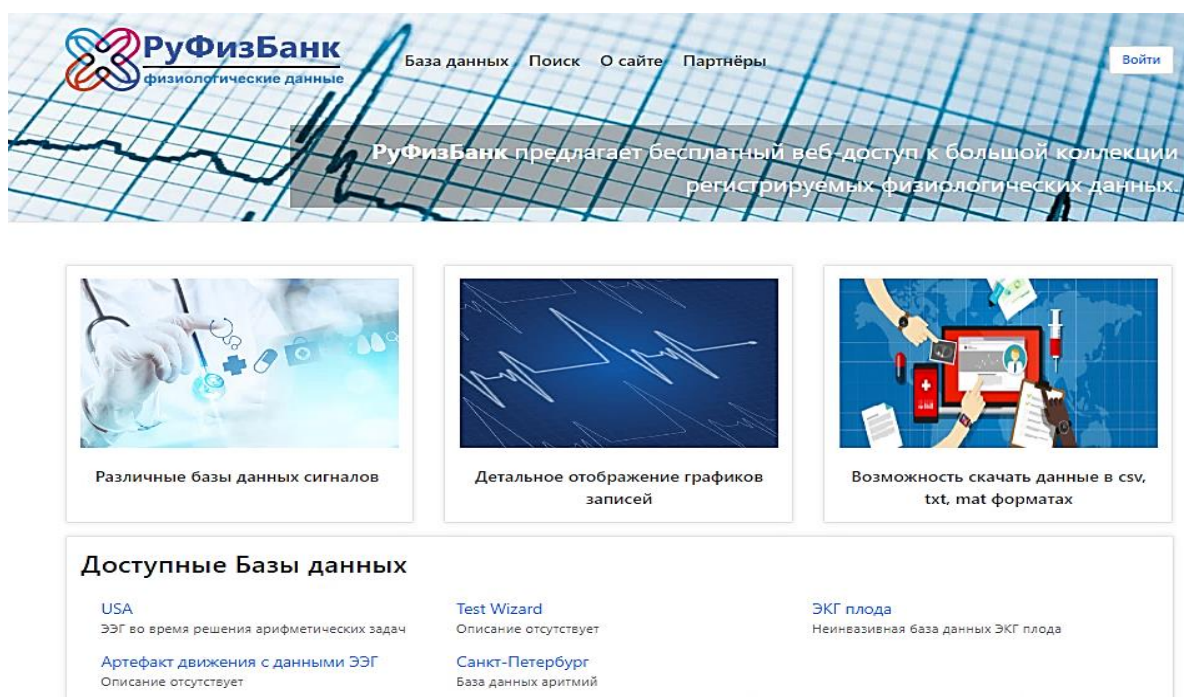 РуФизБанк
физиологические данные
База данных Поиск О сайте Партнёры
Войти
РуФизБанк предлагает бесплатный веб-доступ к большой коллекции
регистрируемых физиологических данных.
Различные базы данных сигналов
Детальное отображение графиков
записей
Возможность скачать данные в csv,
txt, mat форматах
Доступные Базы данных
USA
ЭЭГ во время решения арифметических задач
Test Wizard
Описание отсутствует
ЭКГ плода
Неинвазивная база данных ЭКГ плода
Артефакт движения с данными ЭЭГ
Описание отсутствует
Санкт-Петербург
База данных аритмий